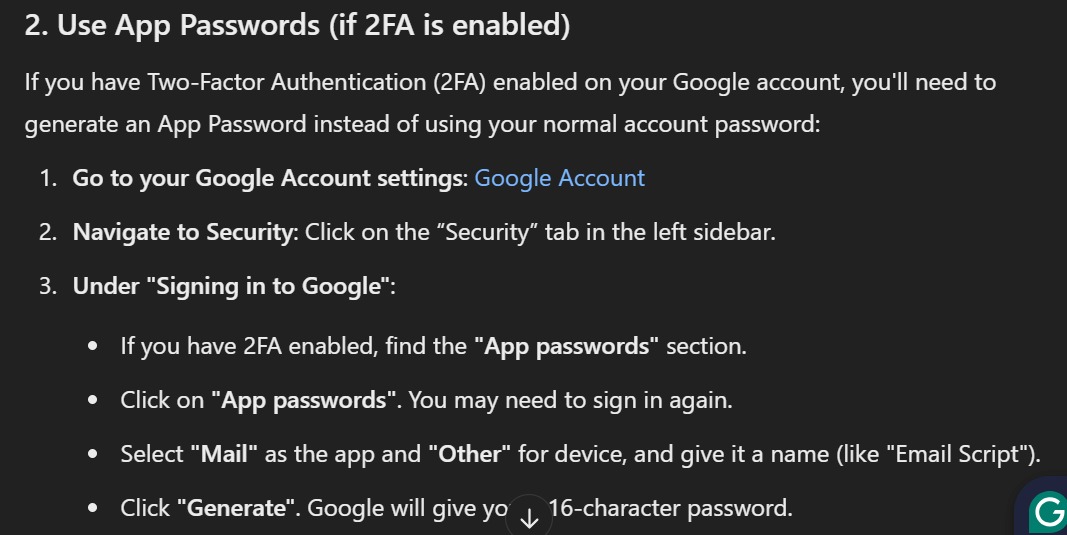 2. Use App Passwords (if 2FA is enabled)
If you have Two-Factor Authentication (2FA) enabled on your Google account, you'll need to
generate an App Password instead of using your normal account password:
1. Go to your Google Account settings: Google Account
2. Navigate to Security: Click on the “Security” tab in the left sidebar.
3. Under "Signing in to Google":
• If you have 2FA enabled, find the "App passwords" section.
• Click on "App passwords". You may need to sign in again.
• Select "Mail" as the app and "Other" for device, and give it a name (like "Email Script").
• Click "Generate". Google will give yo 16-character password.